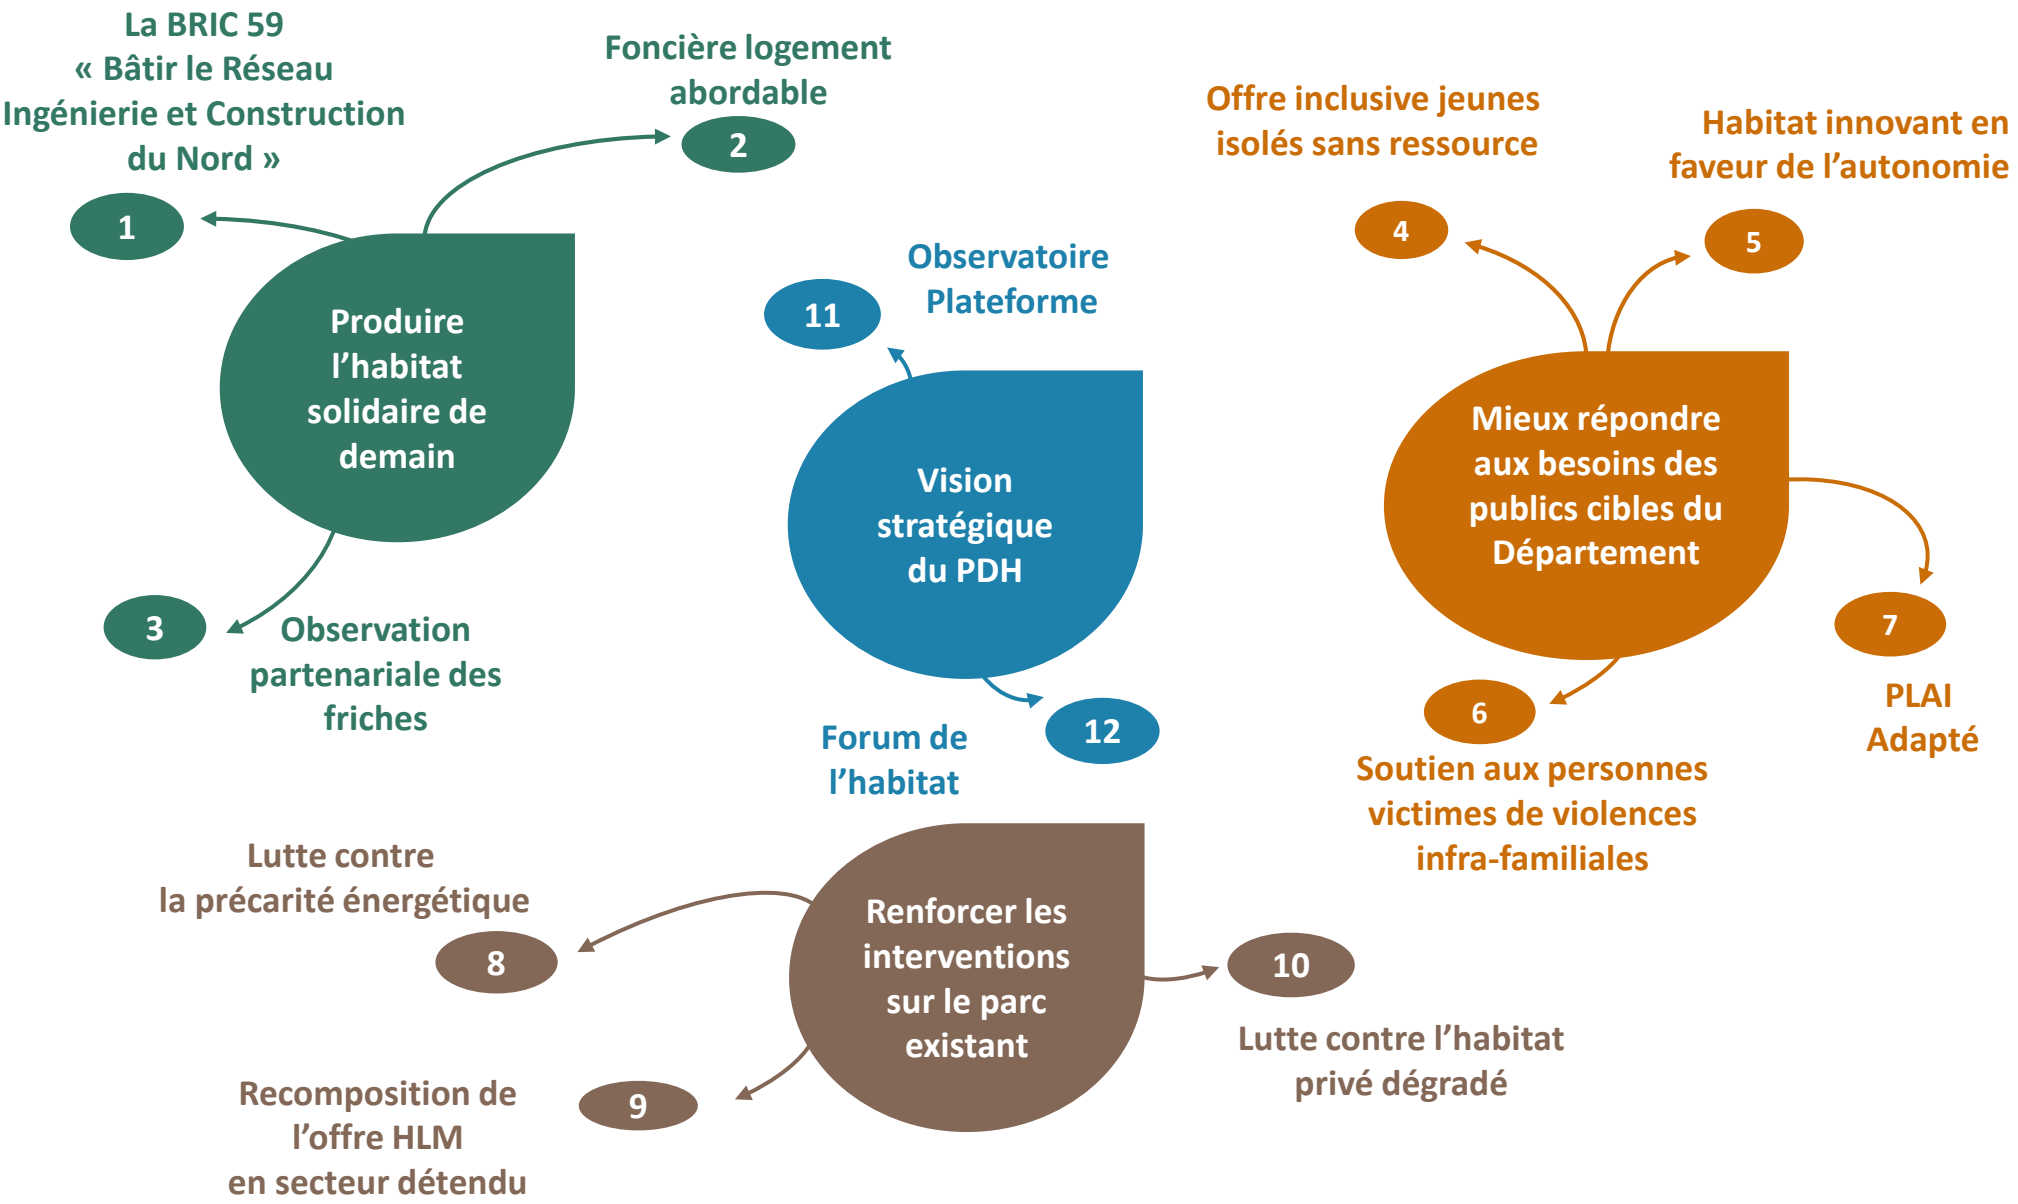 La BRIC 59
« Bâtir le Réseau
Ingénierie et Construction
du Nord »
1
Foncière logement
abordable
2
Produire
l’habitat
solidaire de
demain
3
Observation
partenariale des
friches
Observatoire
Plateforme
11
Vision
stratégique
du PDH
12
Forum de
l’habitat
Offre inclusive jeunes
isolés sans ressource
4
Habitat innovant en
faveur de l’autonomie
5
Mieux répondre
aux besoins des
publics cibles du
Département
7
PLAI
Adapté
6
Soutien aux personnes
victimes de violences
infra-familiales
Lutte contre
la précarité énergétique
8
Renforcer les
interventions
sur le parc
existant
10
Lutte contre l’habitat
privé dégradé
9
Recomposition de
l’offre HLM
en secteur détendu